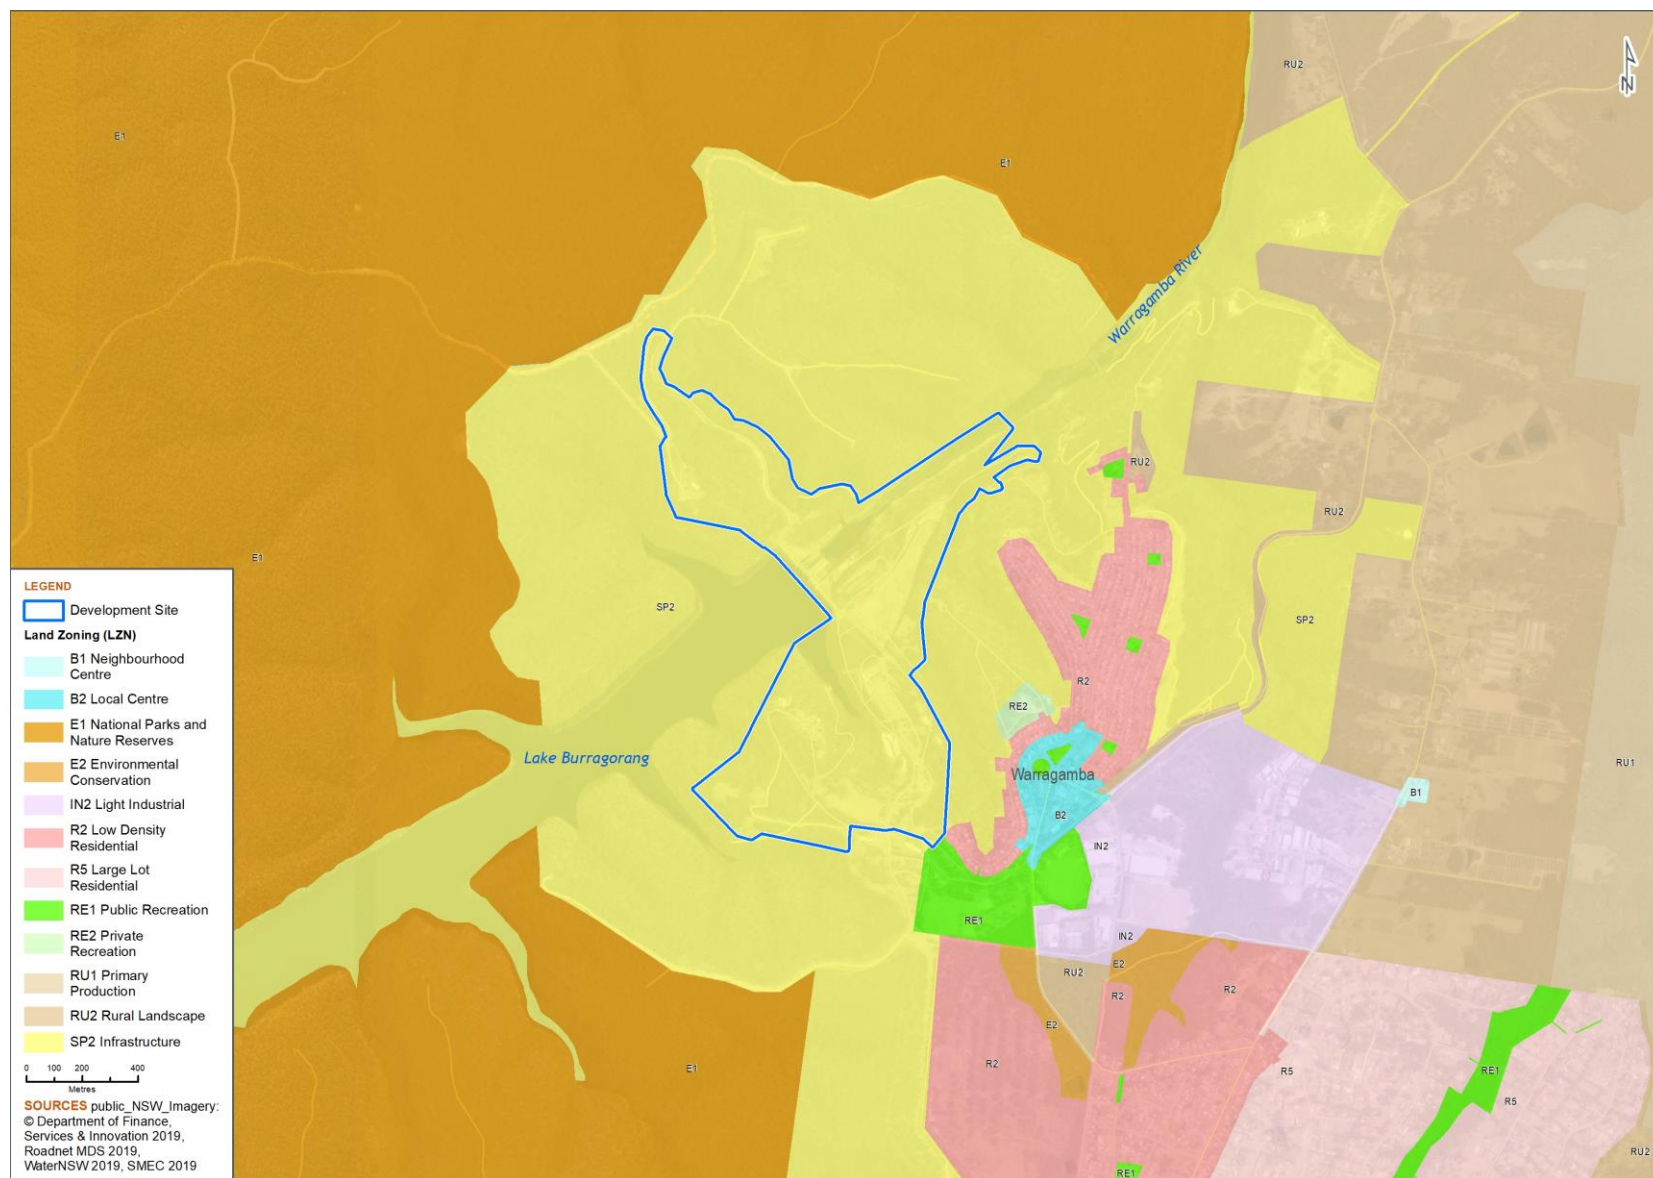 RU2
N
E1
E1
Warragamba River
RU2
RU2
E1
SP2
SP2
R2
RE2
Lake Burragorang
Warragamba
RU1
B1
B2
IN2
RE1
IN2
E2
RU2
R2
R2
E2
R2
E1
R5
RE1
R5
RU2
RE1
LEGEND
Development Site
Land Zoning (LZN)
B1 Neighbourhood
Centre
B2 Local Centre
E1 National Parks and
Nature Reserves
E2 Environmental
Conservation
IN2 Light Industrial
R2 Low Density
Residential
R5 Large Lot
Residential
RE1 Public Recreation
RE2 Private
Recreation
RU1 Primary
Production
RU2 Rural Landscape
SP2 Infrastructure
0 100 200 400
Metres
SOURCES public_NSW_Imagery:
© Department of Finance,
Services & Innovation 2019,
Roadnet MDS 2019,
WaterNSW 2019, SMEC 2019